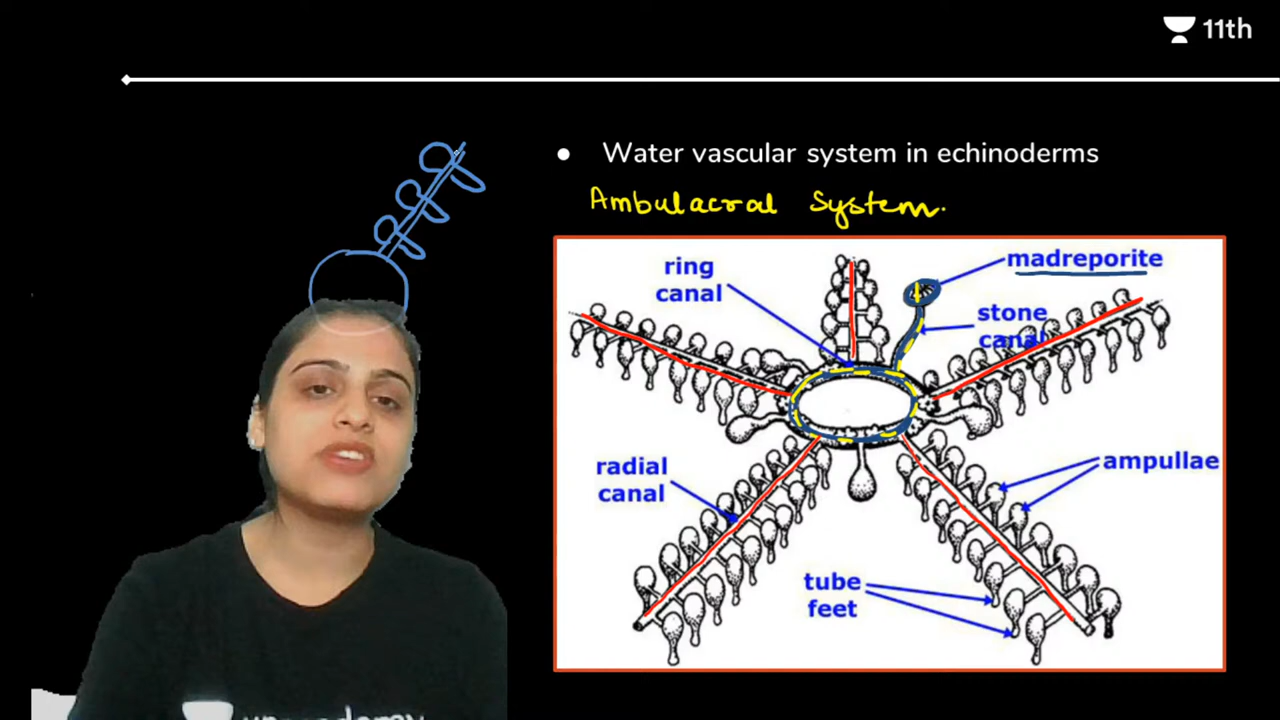 11th
● Water vascular system in echinoderms
Ambulacral System.
ring canal
madreporite
stone canal
radial canal
ampullae
tube feet